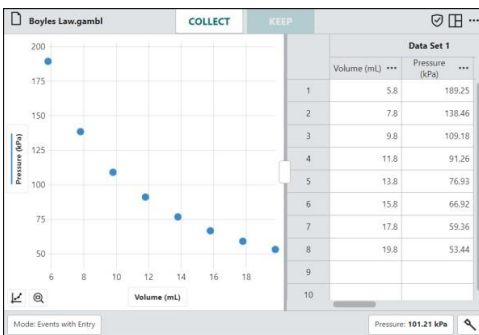 Boyles Law.gambl
COLLECT
KEEP
200
175
150
125
100
75
50
Pressure (kPa)
6 8 10 12 14 16 18
Volume (mL)
Data Set 1
Volume (mL) Pressure (kPa)
1 5.8 189.25
2 7.8 138.46
3 9.8 109.18
4 11.8 91.26
5 13.8 76.93
6 15.8 66.92
7 17.8 59.36
8 19.8 53.44
9
10
Mode: Events with Entry
Pressure: 101.21 kPa